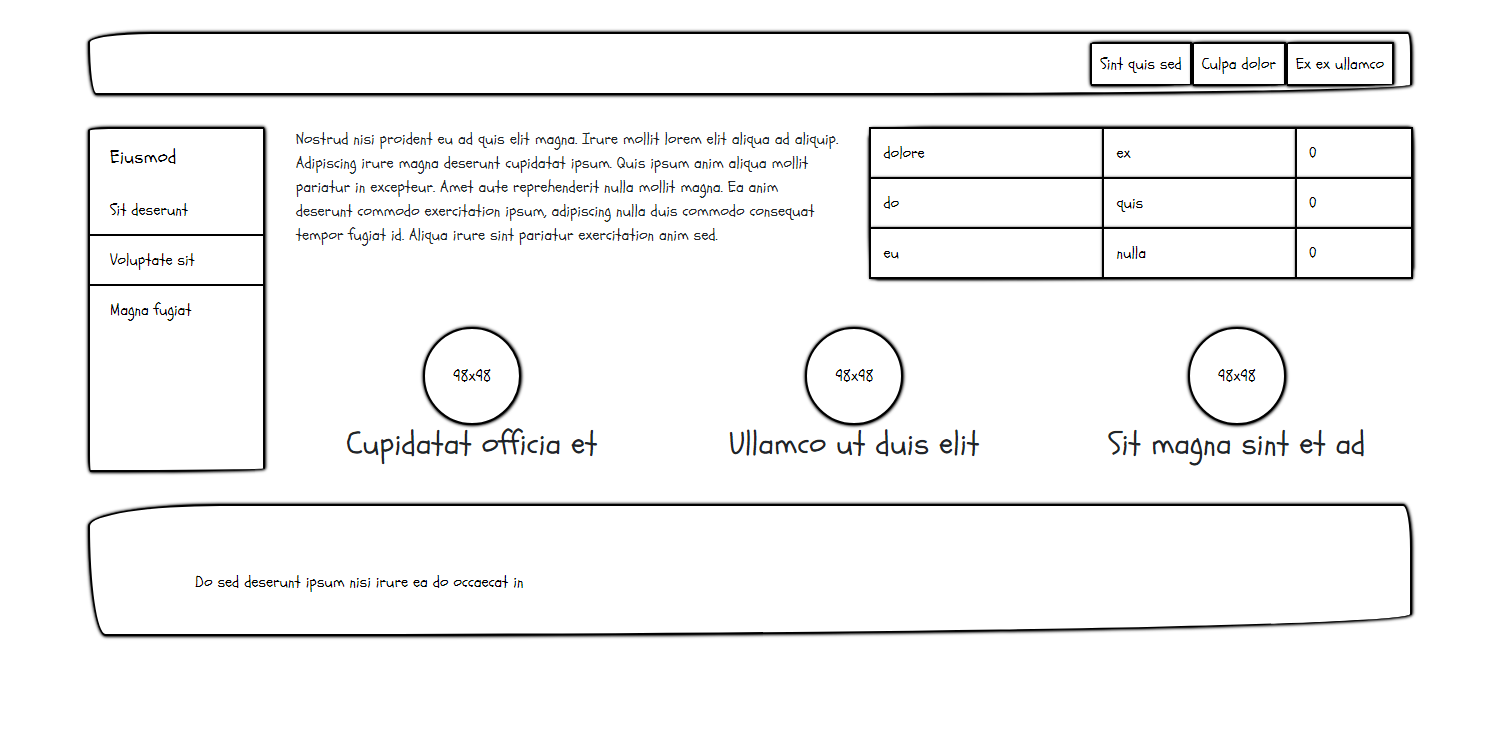 Sint quis sed
Culpa dolor
Ex ex ullamco
Eiusmod
Sit deserunt
Voluptate sit
Magna fugiat
Nostrud nisi proident eu ad quis elit magna. Irure mollit lorem elit aliqua ad aliquip.
Adipiscing irure magna deserunt cupidatat ipsum. Quis ipsum anim aliqua mollit
pariatur in excepteur. Amet aute reprehenderit nulla mollit magna. Ea anim
deserunt commodo exercitation ipsum, adipiscing nulla duis commodo consequat
tempor fugiat id. Aliqua irure sint pariatur exercitation anim sed.
dolore ex 0
do quis 0
eu nulla 0
98x98
98x98
98x98
Cupidatat officia et
Ullamco ut duis elit
Sit magna sint et ad
Do sed deserunt ipsum nisi irure ea do occaecat in